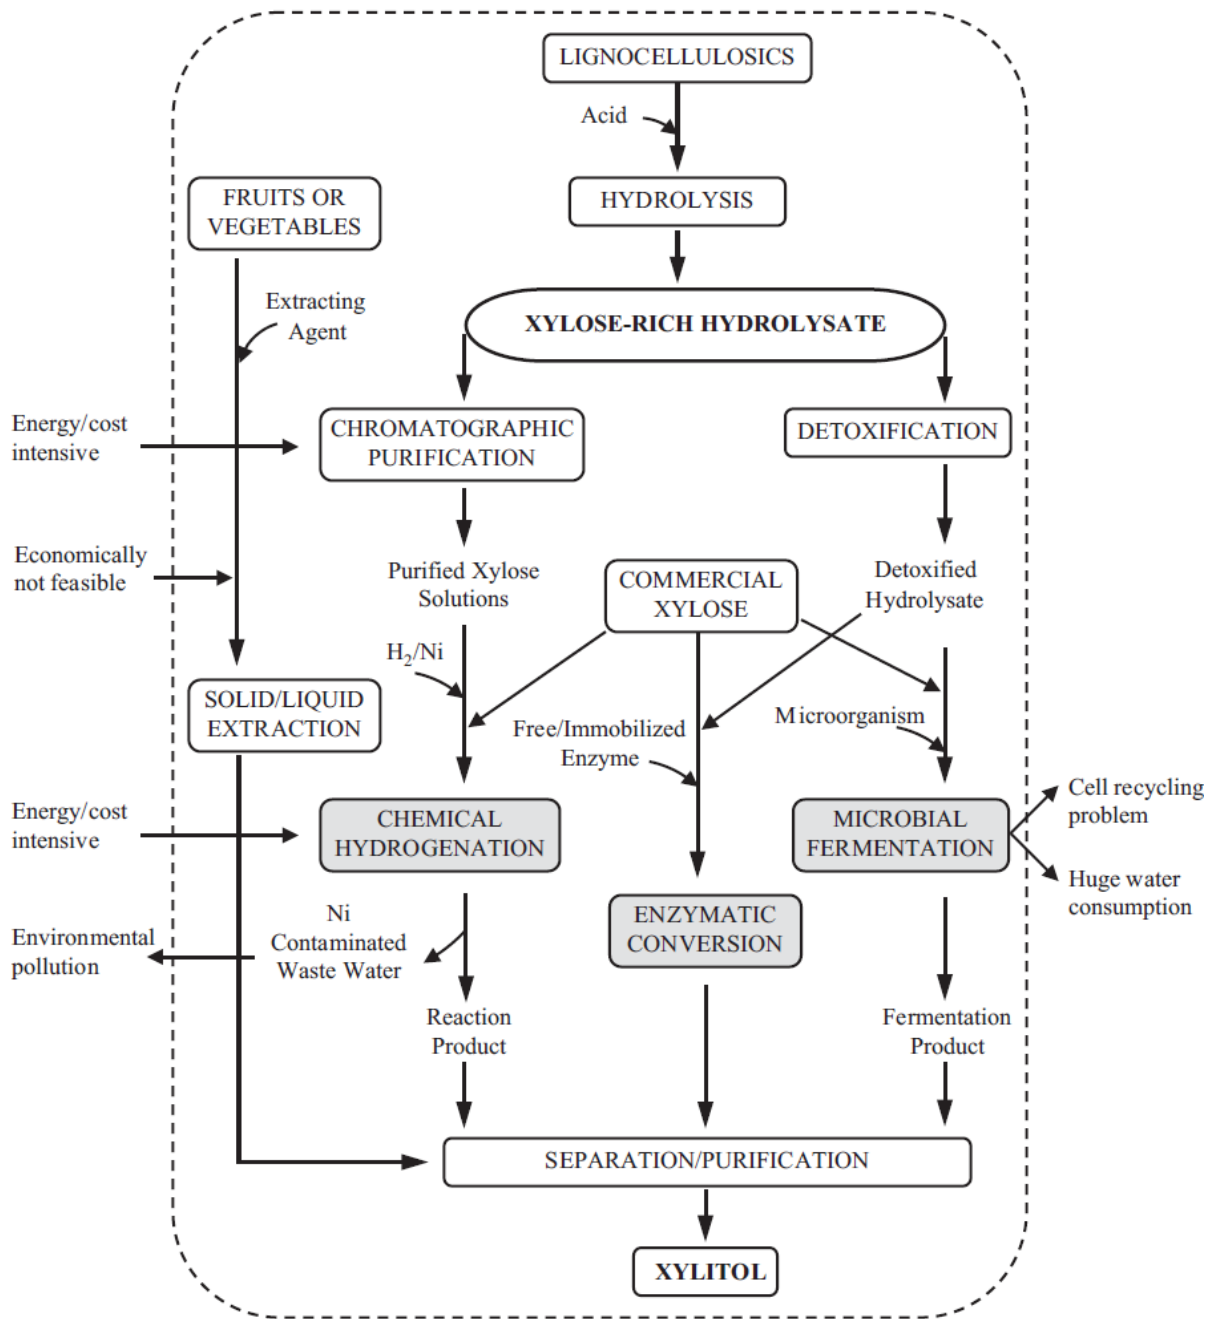 LIGNOCELLULOSICS
Acid
HYDROLYSIS
FRUITS OR
VEGETABLES
Extracting
Agent
XYLOSE-RICH HYDROLYSATE
Energy/cost
intensive
CHROMATOGRAPHIC
PURIFICATION
DETOXIFICATION
Economically
not feasible
Purified Xylose
Solutions
COMMERCIAL
XYLOSE
Detoxified
Hydrolysate
H₂/Ni
SOLID/LIQUID
EXTRACTION
Free/Immobilized
Enzyme
Microorganism
Energy/cost
intensive
CHEMICAL
HYDROGENATION
MICROBIAL
FERMENTATION
Cell recycling
problem
Huge water
consumption
ENZYMATIC
CONVERSION
Ni
Contaminated
Waste Water
Environmental
pollution
Reaction
Product
Fermentation
Product
SEPARATION/PURIFICATION
XYLITOL